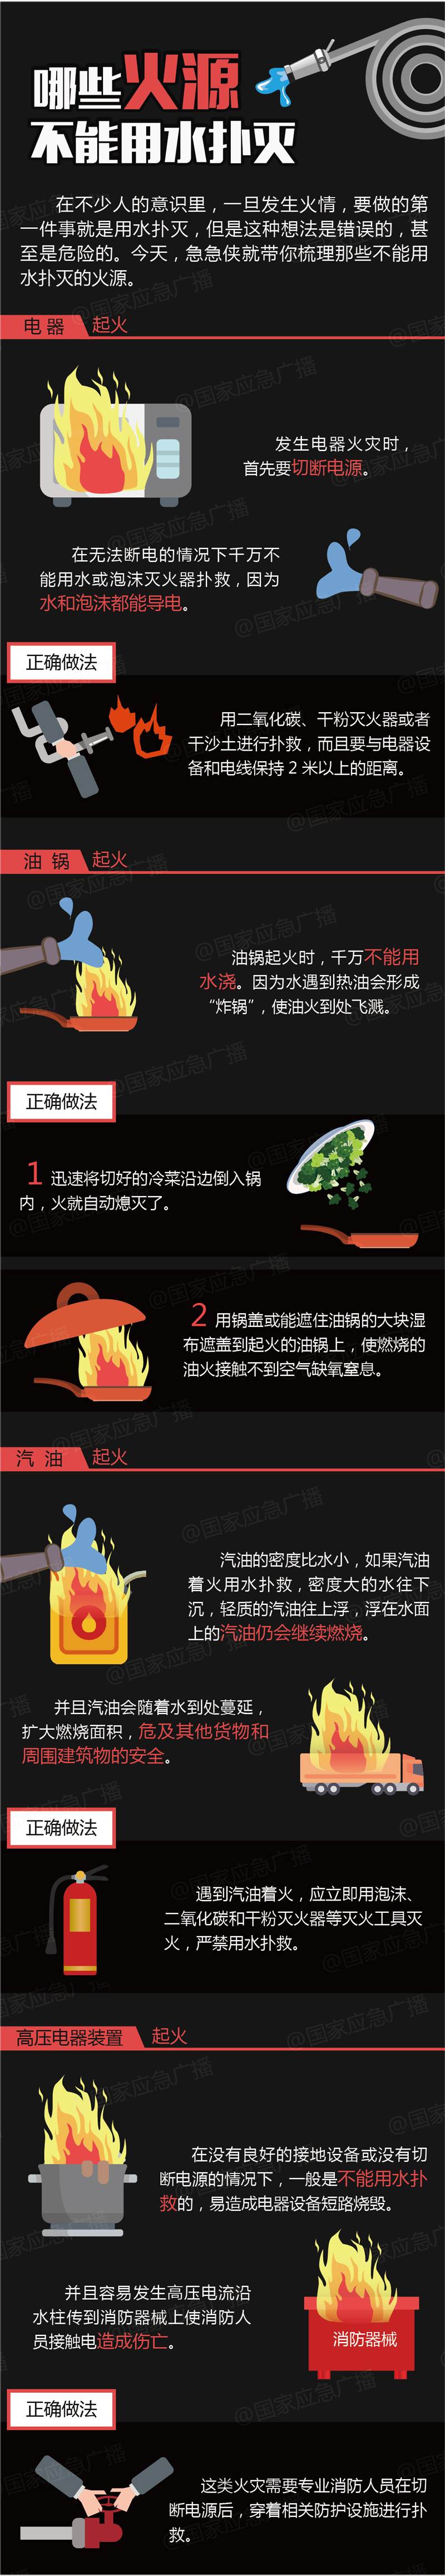 哪些火源
不能用水扑灭
在不少人的意识里，一旦发生火情，要做的第
一件事就是用水扑灭，但是这种想法是错误的，甚
至是危险的。今天，急急侠就带你梳理那些不能用
水扑灭的火源。
电器 起火
发生电器火灾时，
首先要切断电源。
在无法断电的情况下千万不
能用水或泡沫灭火器扑救，因为
水和泡沫都能导电。
正确做法
用二氧化碳、干粉灭火器或者
干沙土进行扑救，而且要与电器设
备和电线保持 2 米以上的距离。
油锅 起火
油锅起火时，千万不能用
水浇。因为水遇到热油会形成
“炸锅”，使油火到处飞溅。
正确做法
1 迅速将切好的冷菜沿边倒入锅
内，火就自动熄灭了。
2 用锅盖或能遮住油锅的大块湿
布遮盖到起火的油锅上，使燃烧的
油火接触不到空气缺氧窒息。
汽油 起火
汽油的密度比水小，如果汽油
着火用水扑救，密度大的水往下
沉，轻质的汽油往上浮，浮在水面
上的汽油仍会继续燃烧。
并且汽油会随着水到处蔓延，
扩大燃烧面积，危及其他货物和
周围建筑物的安全。
正确做法
遇到汽油着火，应立即用泡沫、
二氧化碳和干粉灭火器等灭火工具灭
火，严禁用水扑救。
高压电器装置 起火
在没有良好的接地设备或没有切
断电源的情况下，一般是不能用水扑
救的，易造成电器设备短路烧毁。
并且容易发生高压电流沿
水柱传到消防器械上使消防人
员接触电造成伤亡。
消防器械
正确做法
这类火灾需要专业消防人员在切
断电源后，穿着相关防护设施进行扑
救。
@国家应急广播